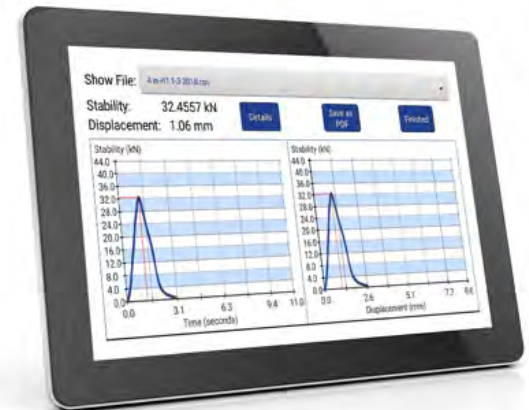 Show File:
Stability: 32.4557 kN
Displacement: 1.06 mm
Details
Save as
PDF
Finished
Stability (kN)
44.0
40.0
36.0
32.0
28.0
24.0
20.0
16.0
12.0
8.0
4.0
0.0
0.0 3.1 6.3 9.4 11.0
Time (seconds)
Stability (kN)
44.0
40.0
36.0
32.0
28.0
24.0
20.0
16.0
12.0
8.0
4.0
0.0
0.0 2.6 5.1 7.7
Displacement (mm)